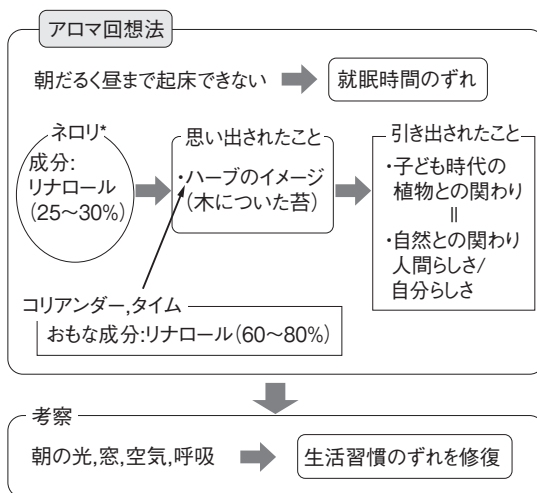 アロマ回想法
朝だるく昼まで起床できない
就眠時間のずれ
ネロリ*
成分:
リナロール
(25～30%)
思い出されたこと
・ハーブのイメージ
(木についた苔)
引き出されたこと
・子ども時代の
植物との関わり
||
・自然との関わり
人間らしさ/
自分らしさ
コリアンダー,タイム
おもな成分:リナロール(60～80%)
考察
朝の光,窓,空気,呼吸
生活習慣のずれを修復